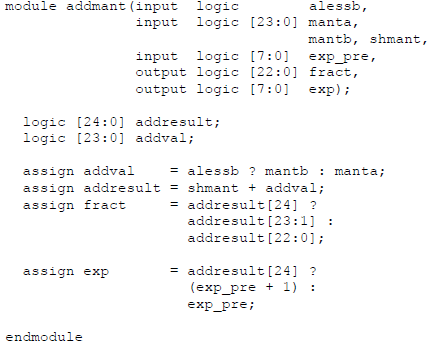 module addmant(input  logic        alessb,
               input  logic [23:0] manta,
                                   mantb, shmant,
               input  logic [7:0]  exp_pre,
               output logic [22:0] fract,
               output logic [7:0]  exp);
  logic [24:0] addresult;
  logic [23:0] addval;
  assign addval    = alessb ? mantb : manta;
  assign addresult = shmant + addval;
  assign fract     = addresult[24] ?
                     addresult[23:1] :
                     addresult[22:0];
  assign exp       = addresult[24] ?
                     (exp_pre + 1) :
                     exp_pre;
endmodule